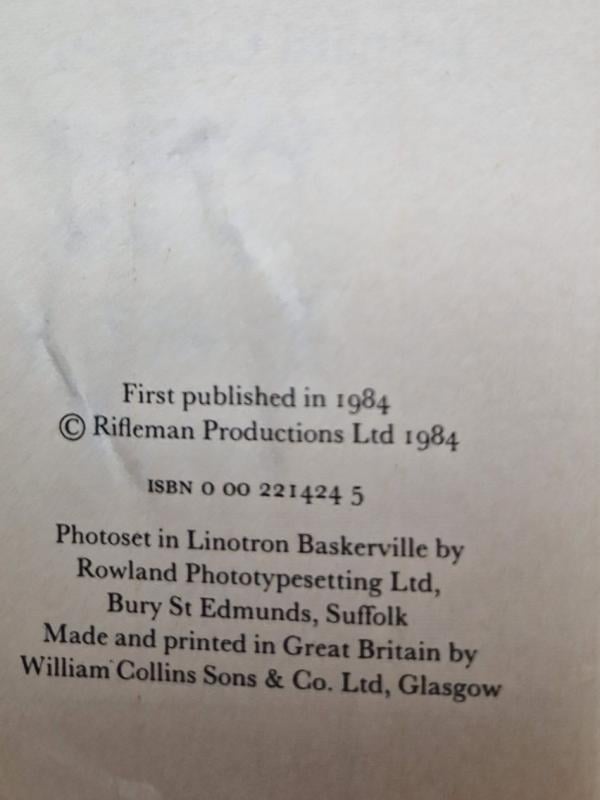 First published in 1984
© Rifleman Productions Ltd 1984
ISBN 0 00 221424 5
Photoset in Linotron Baskerville by
Rowland Phototypesetting Ltd,
Bury St Edmunds, Suffolk
Made and printed in Great Britain by
William Collins Sons & Co. Ltd, Glasgow